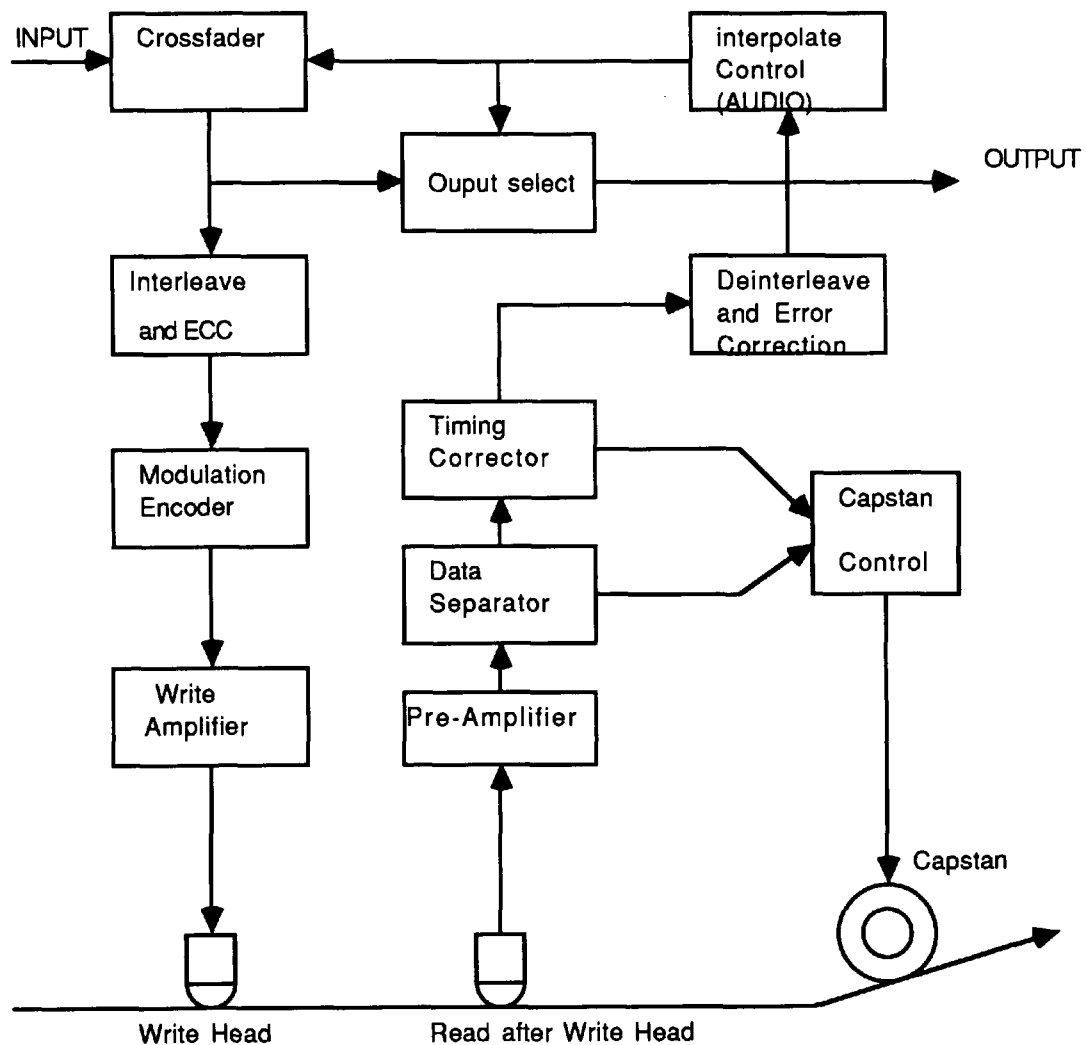 INPUT
Crossfader
interpolate
Control
(AUDIO)
Ouput select
OUTPUT
Interleave
and ECC
Deinterleave
and Error
Correction
Timing
Corrector
Modulation
Encoder
Capstan
Control
Data
Separator
Write
Amplifier
Pre-Amplifier
Capstan
Write Head
Read after Write Head